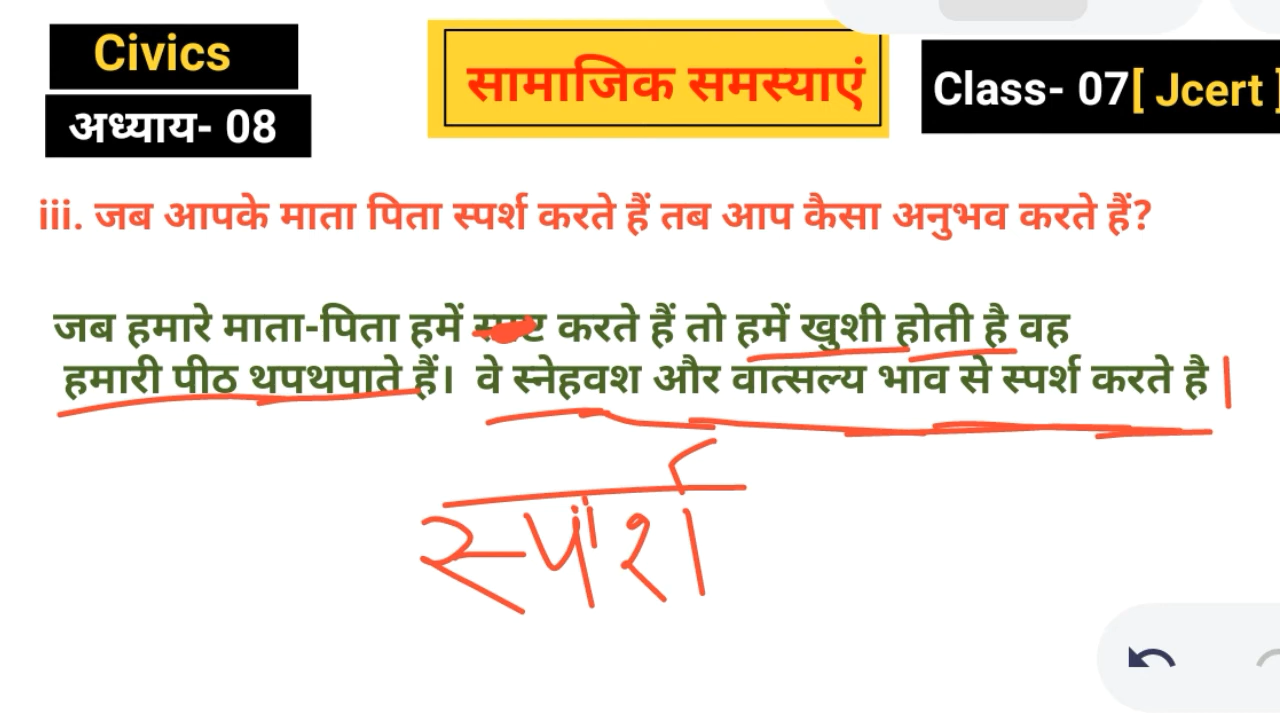 Civics
अध्याय- 08
सामाजिक समस्याएं
Class- 07[ Jcert ]
iii. जब आपके माता पिता स्पर्श करते हैं तब आप कैसा अनुभव करते हैं?
जब हमारे माता-पिता हमें करते हैं तो हमें खुशी होती है वह
हमारी पीठ थपथपाते हैं। वे स्नेहवश और वात्सल्य भाव से स्पर्श करते है
स्पर्श